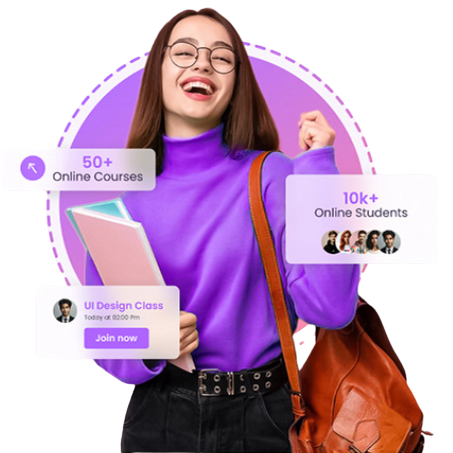 50+
Online Courses
10k+
Online Students
UI Design Class
Today at 02:00 Pm
Join now